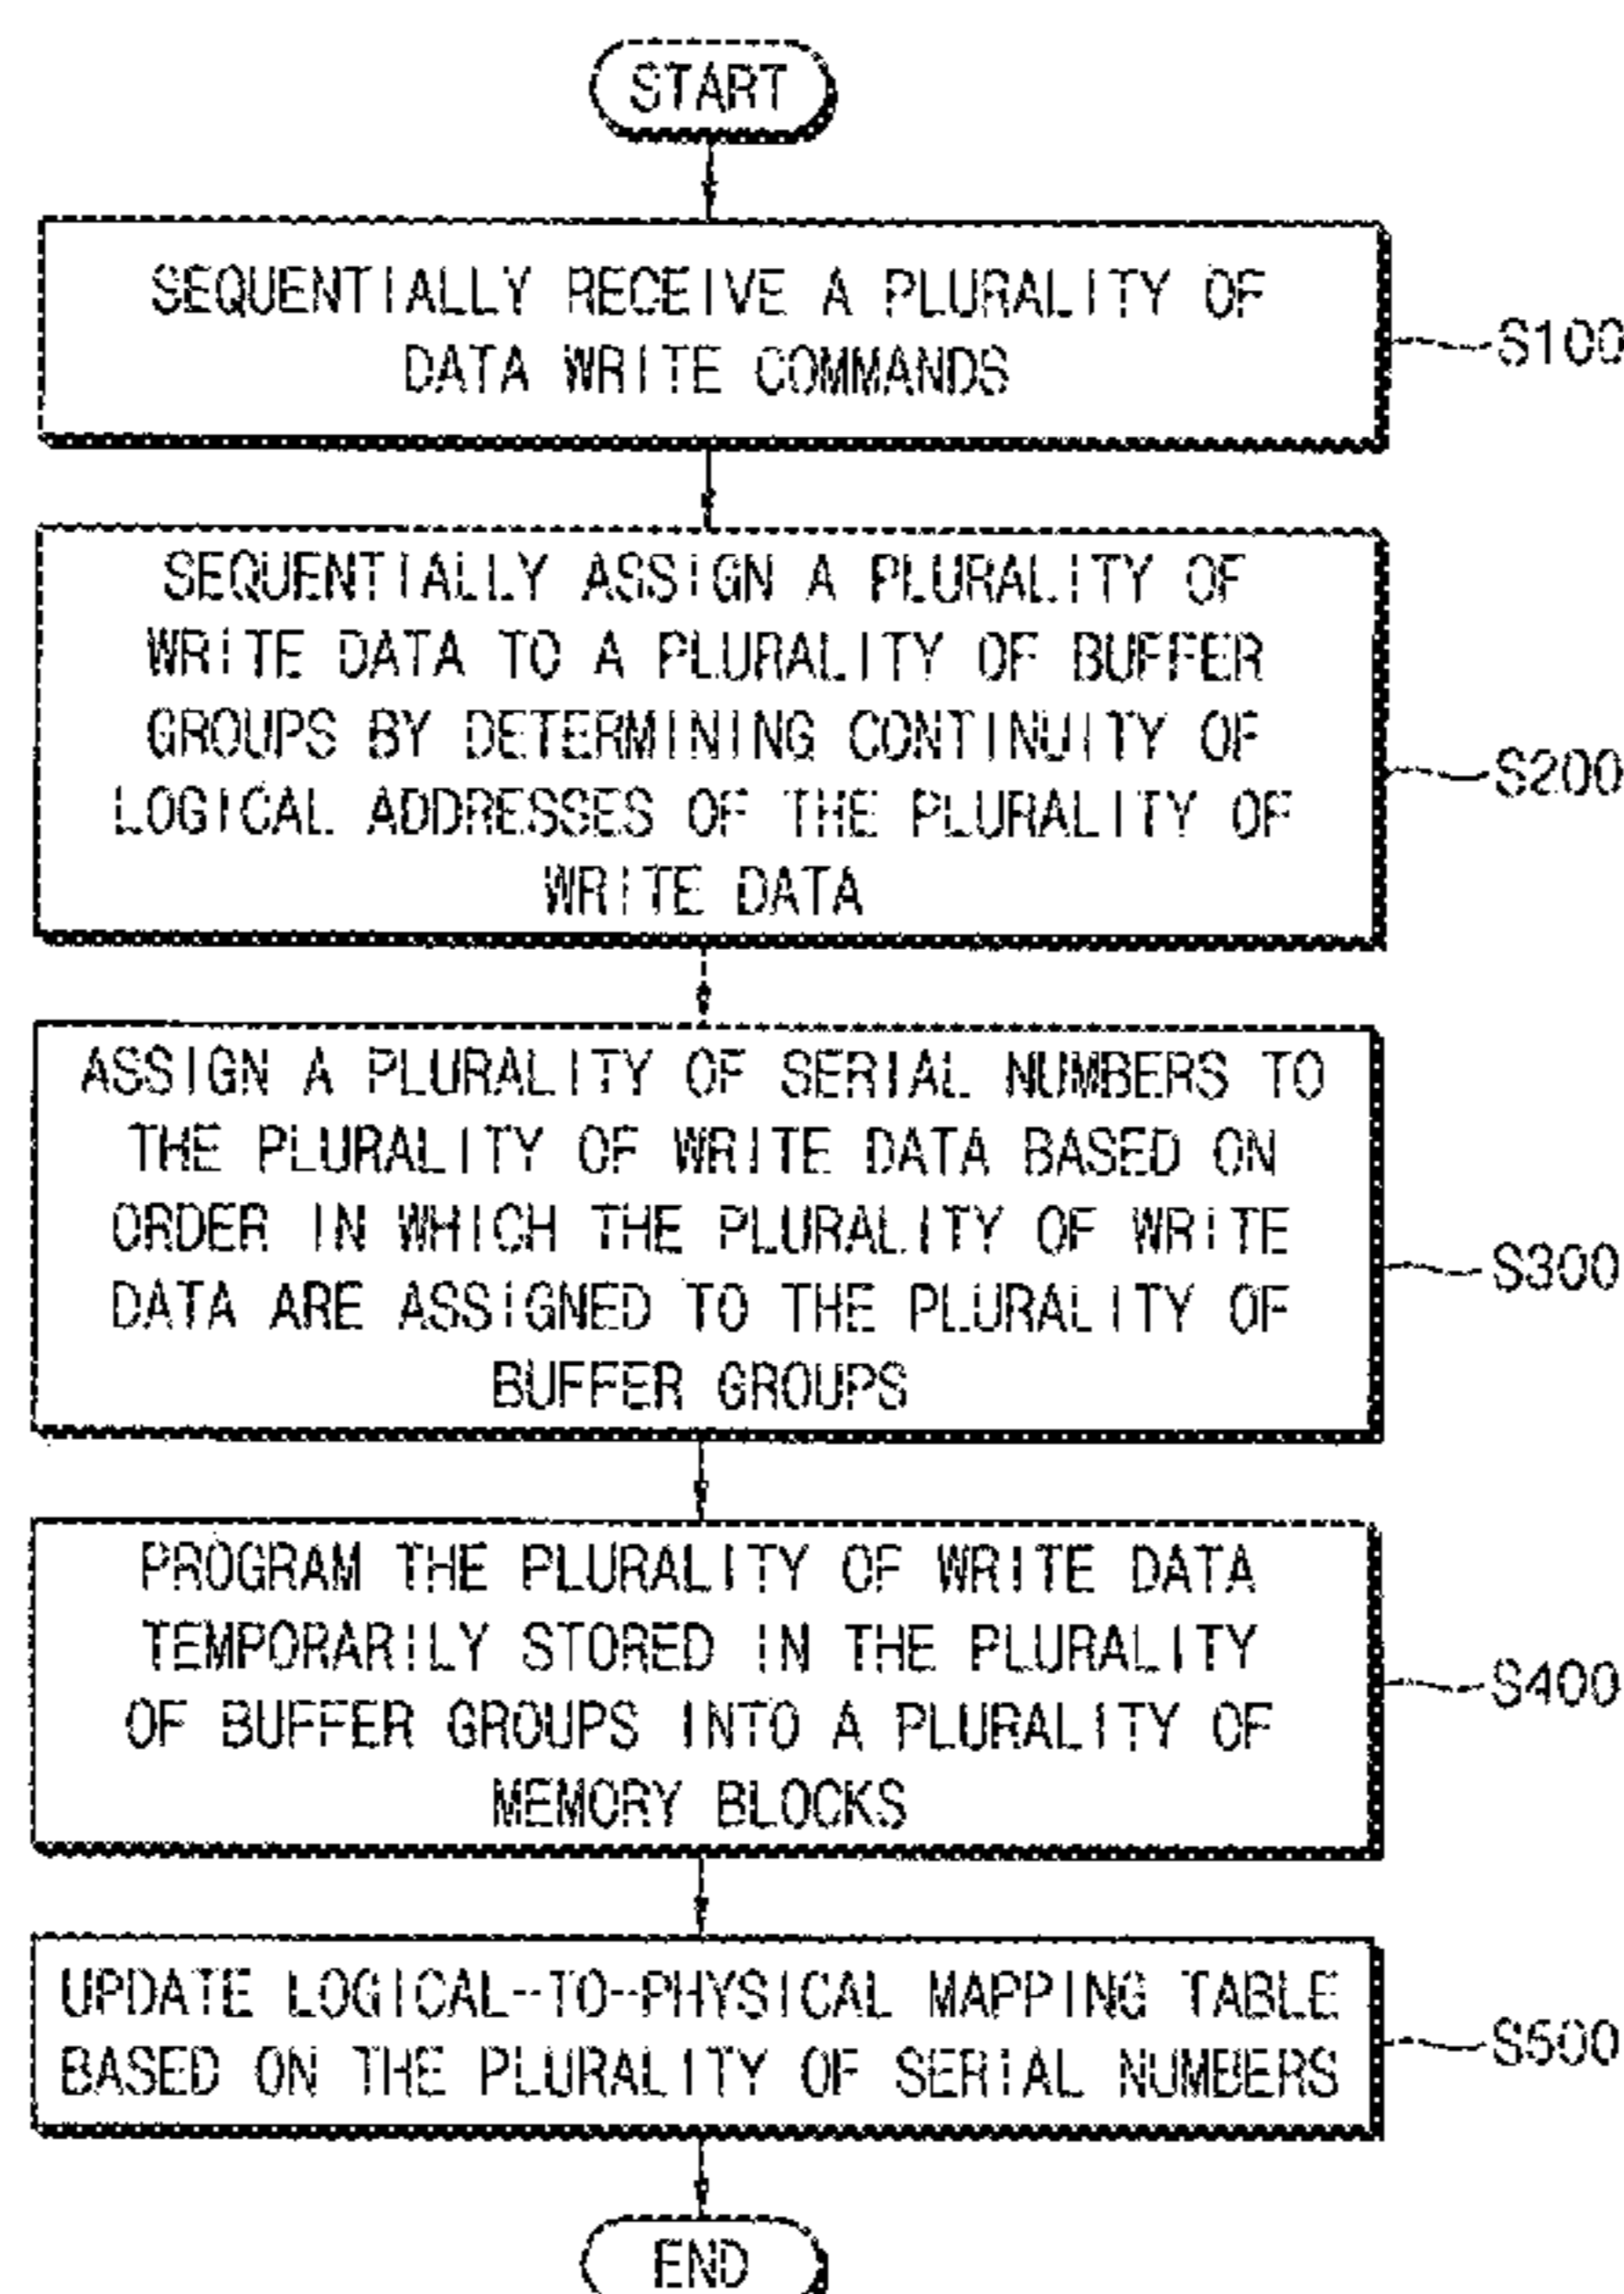 START
SEQUENTIALLY RECEIVE A PLURALITY OF
DATA WRITE COMMANDS
S100
SEQUENTIALLY ASSIGN A PLURALITY OF
WRITE DATA TO A PLURALITY OF BUFFER
GROUPS BY DETERMINING CONTINUITY OF
LOGICAL ADDRESSES OF THE PLURALITY OF
WRITE DATA
S200
ASSIGN A PLURALITY OF SERIAL NUMBERS TO
THE PLURALITY OF WRITE DATA BASED ON
ORDER IN WHICH THE PLURALITY OF WRITE
DATA ARE ASSIGNED TO THE PLURALITY OF
BUFFER GROUPS
S300
PROGRAM THE PLURALITY OF WRITE DATA
TEMPORARILY STORED IN THE PLURALITY
OF BUFFER GROUPS INTO A PLURALITY OF
MEMORY BLOCKS
S400
UPDATE LOGICAL-TO-PHYSICAL MAPPING TABLE
BASED ON THE PLURALITY OF SERIAL NUMBERS
S500
END